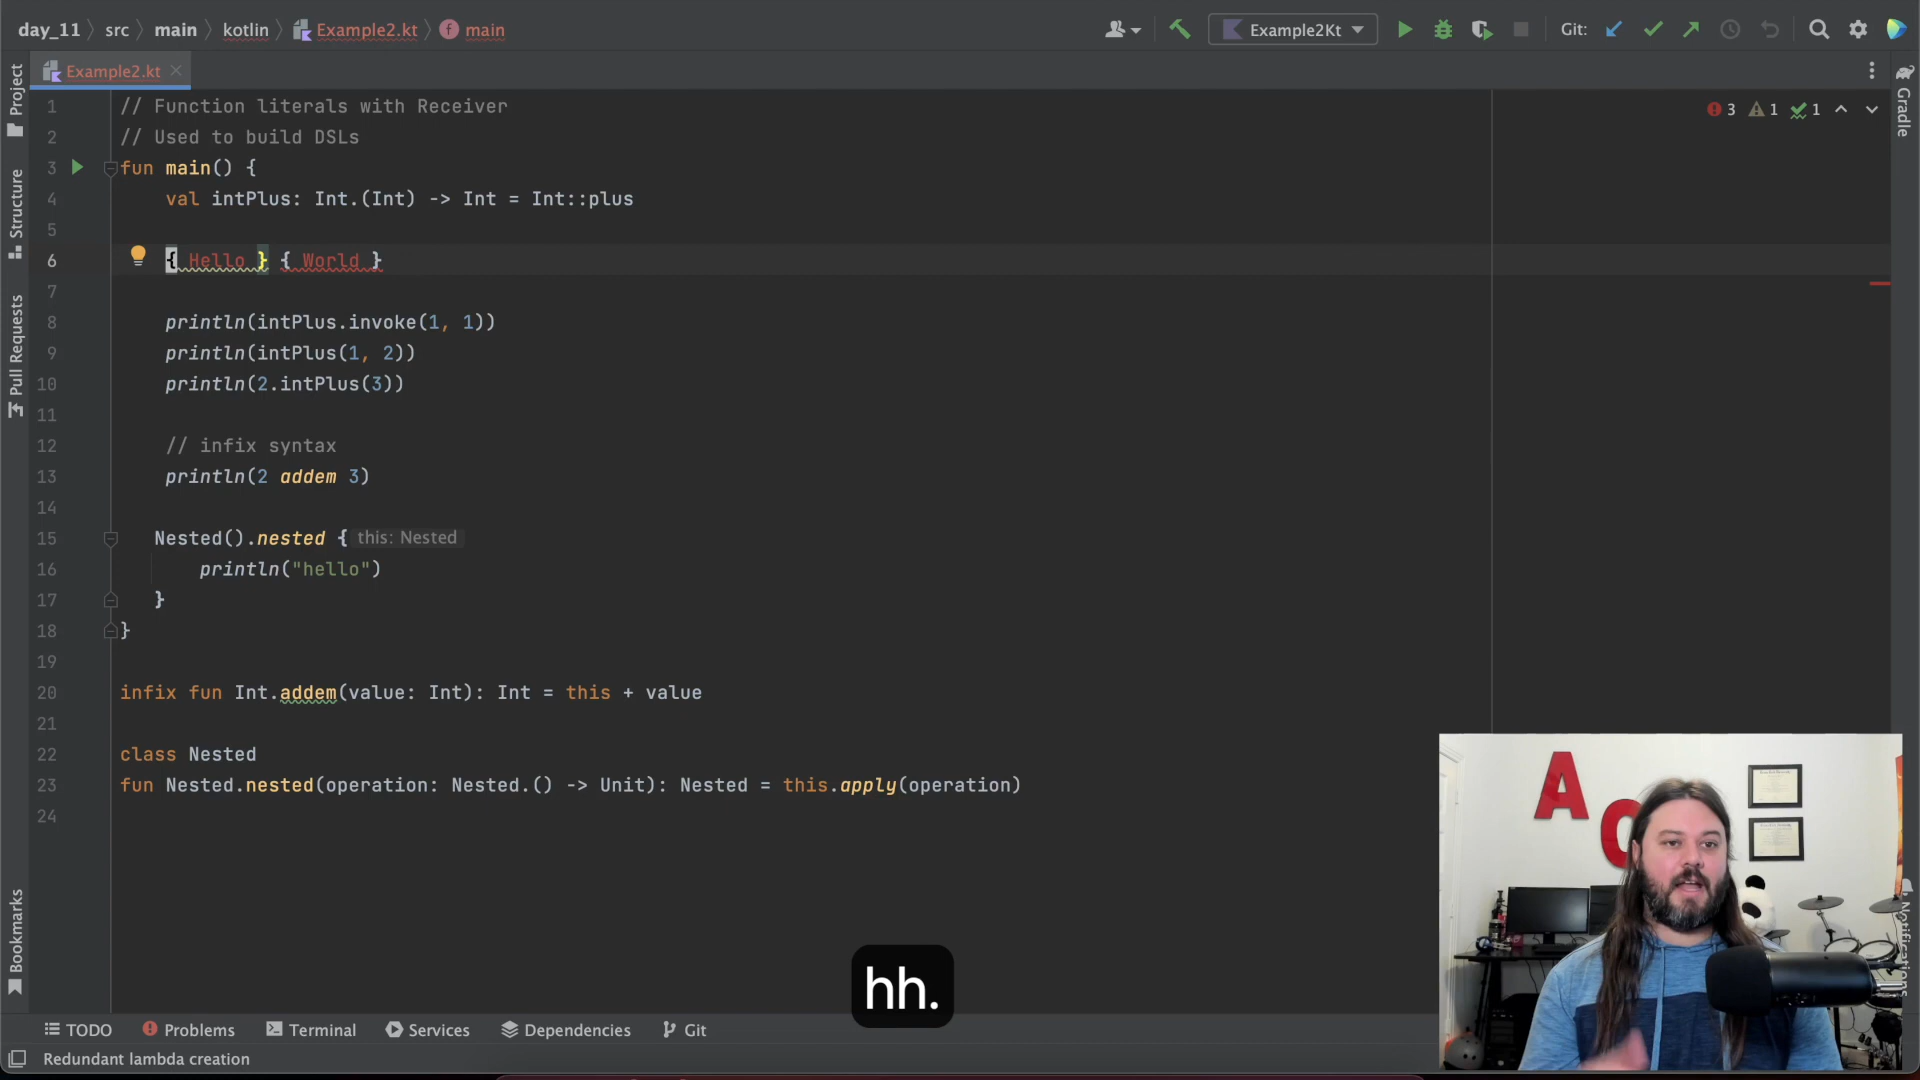 day_11 src main kotlin Example2.kt main
Example2Kt
Git:
Example2.kt
3 1 1
Project
Structure
Pull Requests
Bookmarks
Gradle
Notifications
1 // Function literals with Receiver
2 // Used to build DSLs
3 fun main() {
4 val intPlus: Int.(Int) -> Int = Int::plus
5
6 { Hello } { World }
7
8 println(intPlus.invoke(1, 1))
9 println(intPlus(1, 2))
10 println(2.intPlus(3))
11
12 // infix syntax
13 println(2 addem 3)
14
15 Nested().nested { this: Nested
16 println("hello")
17 }
18 }
19
20 infix fun Int.addem(value: Int): Int = this + value
21
22 class Nested
23 fun Nested.nested(operation: Nested.() -> Unit): Nested = this.apply(operation)
24
A
hh.
TODO Problems Terminal Services Dependencies Git
Redundant lambda creation